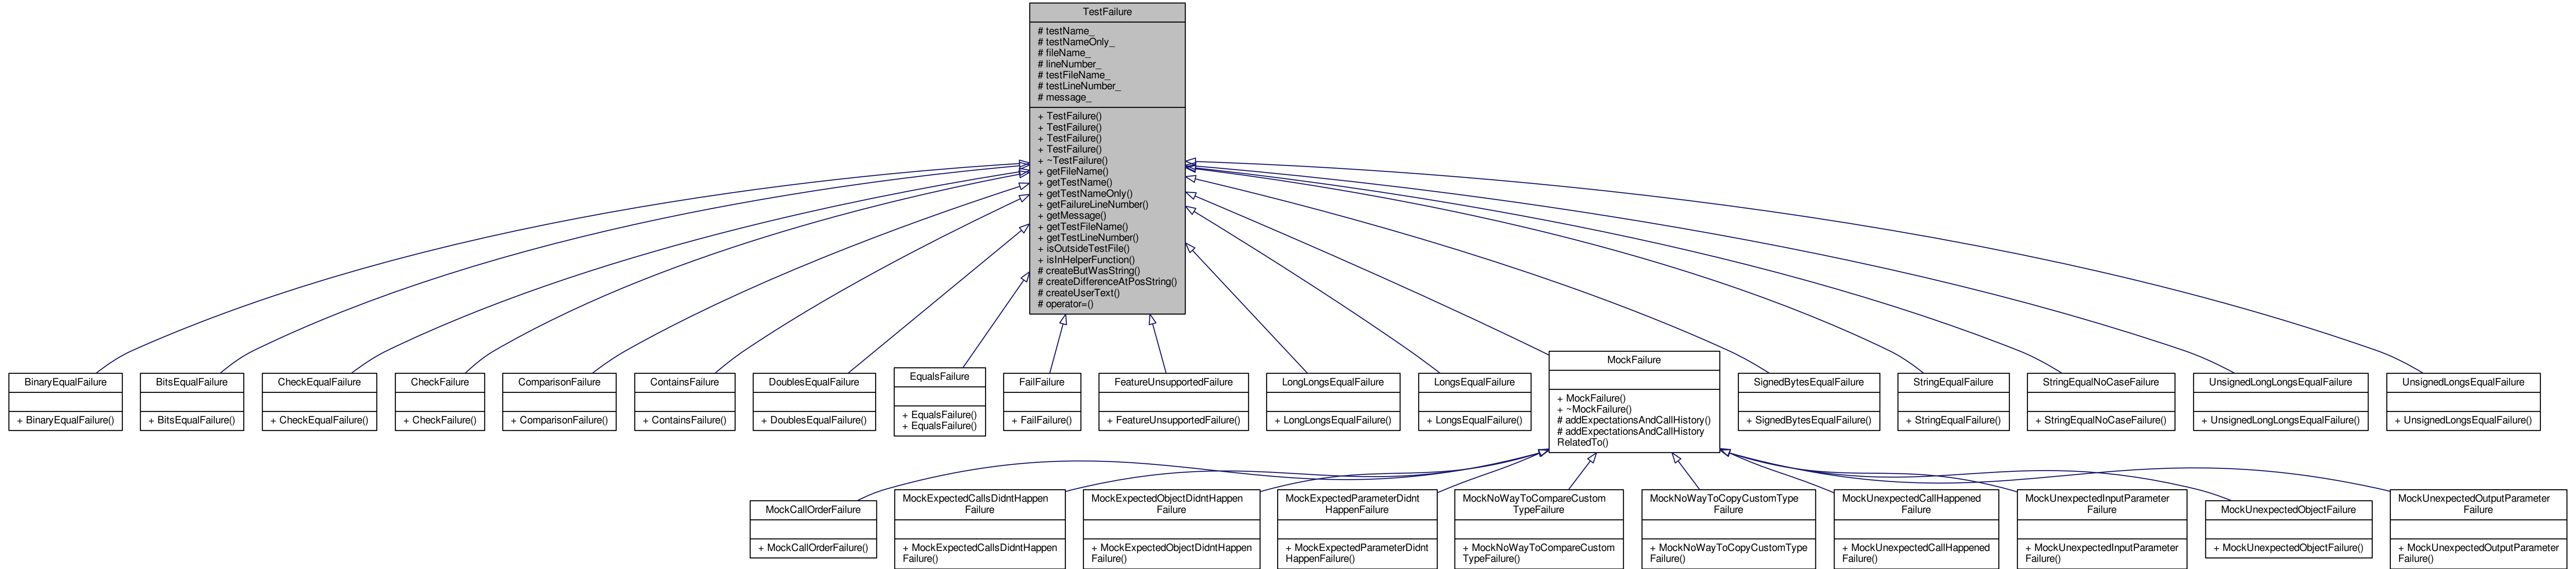 TestFailure
# testName_
# testNameOnly_
# fileName_
# lineNumber_
# testFileName_
# testLineNumber_
# message_
+ TestFailure()
+ TestFailure()
+ TestFailure()
+ TestFailure()
+ ~TestFailure()
+ getFileName()
+ getTestName()
+ getTestNameOnly()
+ getFailureLineNumber()
+ getMessage()
+ getTestFileName()
+ getTestLineNumber()
+ isOutsideTestFile()
+ isInHelperFunction()
# createButWasString()
# createDifferenceAtPosString()
# createUserText()
# operator=()
BinaryEqualFailure
+ BinaryEqualFailure()
BitsEqualFailure
+ BitsEqualFailure()
CheckEqualFailure
+ CheckEqualFailure()
CheckFailure
+ CheckFailure()
ComparisonFailure
+ ComparisonFailure()
ContainsFailure
+ ContainsFailure()
DoublesEqualFailure
+ DoublesEqualFailure()
EqualsFailure
+ EqualsFailure()
+ EqualsFailure()
FailFailure
+ FailFailure()
FeatureUnsupportedFailure
+ FeatureUnsupportedFailure()
LongLongsEqualFailure
+ LongLongsEqualFailure()
LongsEqualFailure
+ LongsEqualFailure()
MockFailure
+ MockFailure()
+ ~MockFailure()
# addExpectationsAndCallHistory()
# addExpectationsAndCallHistory
RelatedTo()
SignedBytesEqualFailure
+ SignedBytesEqualFailure()
StringEqualFailure
+ StringEqualFailure()
StringEqualNoCaseFailure
+ StringEqualNoCaseFailure()
UnsignedLongLongsEqualFailure
+ UnsignedLongLongsEqualFailure()
UnsignedLongsEqualFailure
+ UnsignedLongsEqualFailure()
MockCallOrderFailure
+ MockCallOrderFailure()
MockExpectedCallsDidntHappen
Failure
+ MockExpectedCallsDidntHappen
Failure()
MockExpectedObjectDidntHappen
Failure
+ MockExpectedObjectDidntHappen
Failure()
MockExpectedParameterDidnt
HappenFailure
+ MockExpectedParameterDidnt
HappenFailure()
MockNoWayToCompareCustom
TypeFailure
+ MockNoWayToCompareCustom
TypeFailure()
MockNoWayToCopyCustomType
Failure
+ MockNoWayToCopyCustomType
Failure()
MockUnexpectedCallHappened
Failure
+ MockUnexpectedCallHappened
Failure()
MockUnexpectedInputParameter
Failure
+ MockUnexpectedInputParameter
Failure()
MockUnexpectedObjectFailure
+ MockUnexpectedObjectFailure()
MockUnexpectedOutputParameter
Failure
+ MockUnexpectedOutputParameter
Failure()